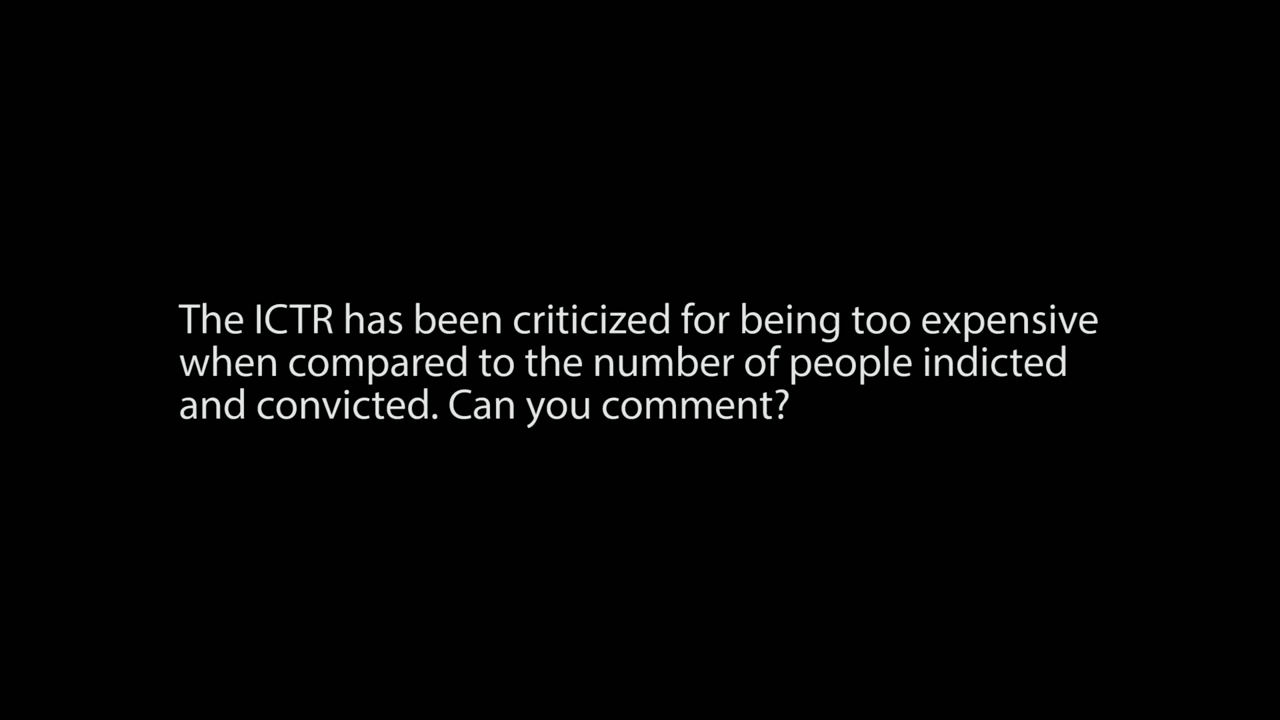 The ICTR has been criticized for being too expensive
when compared to the number of people indicted
and convicted. Can you comment?